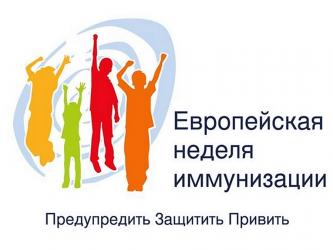 Европейская
неделя
иммунизации
Предупредить Защитить Привить